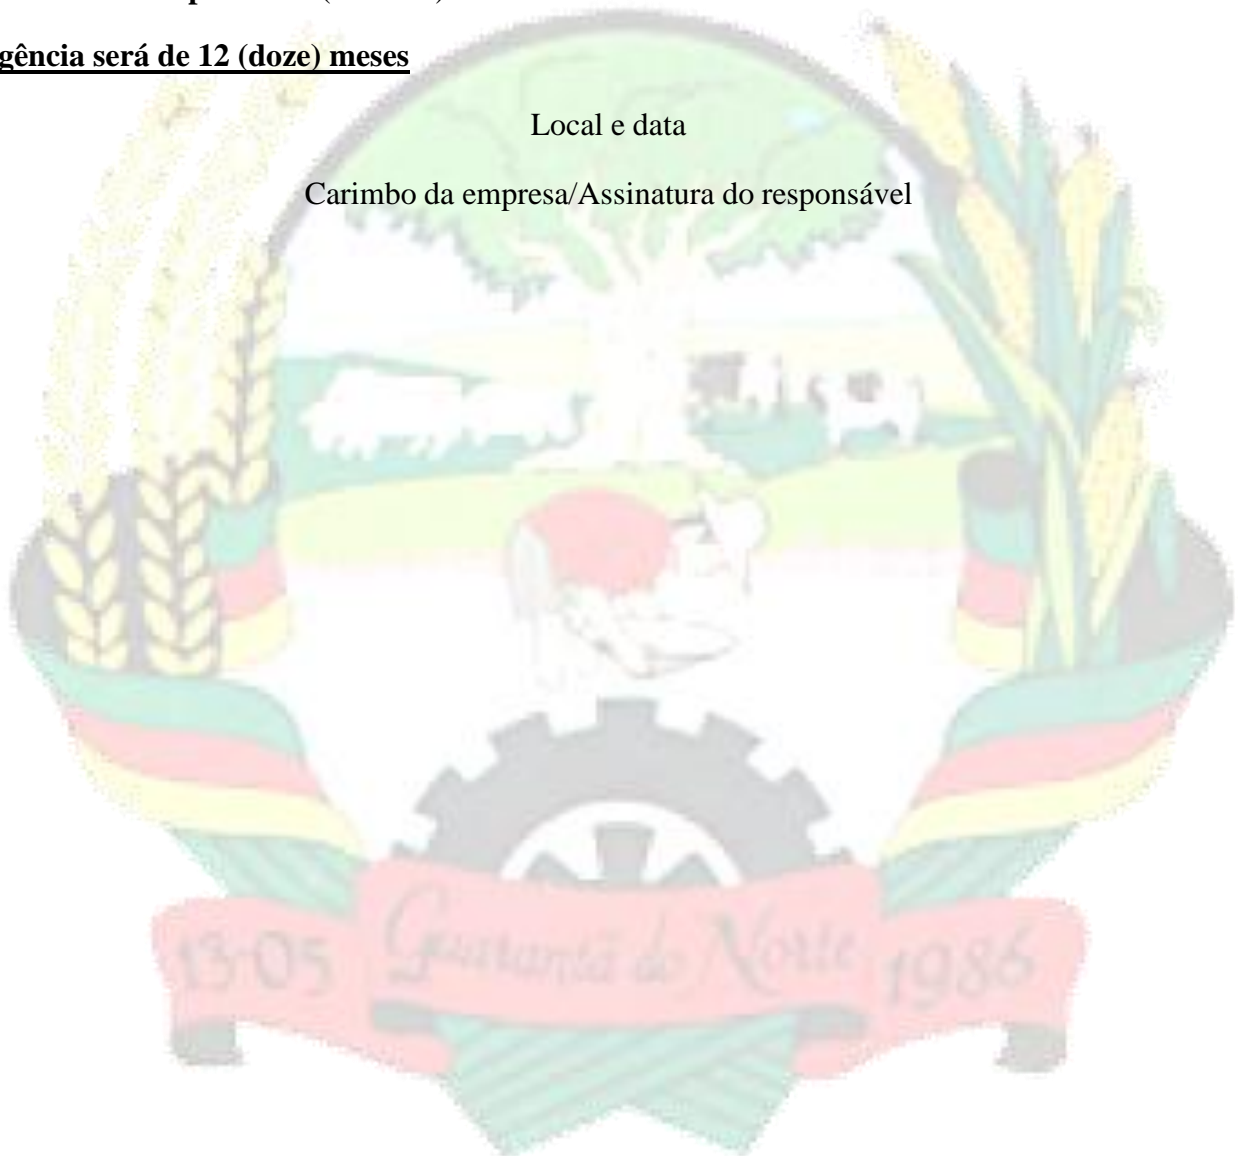 gência será de 12 (doze) meses
Local e data
Carimbo da empresa/Assinatura do responsável
13-05 Guarantã do Norte 1986